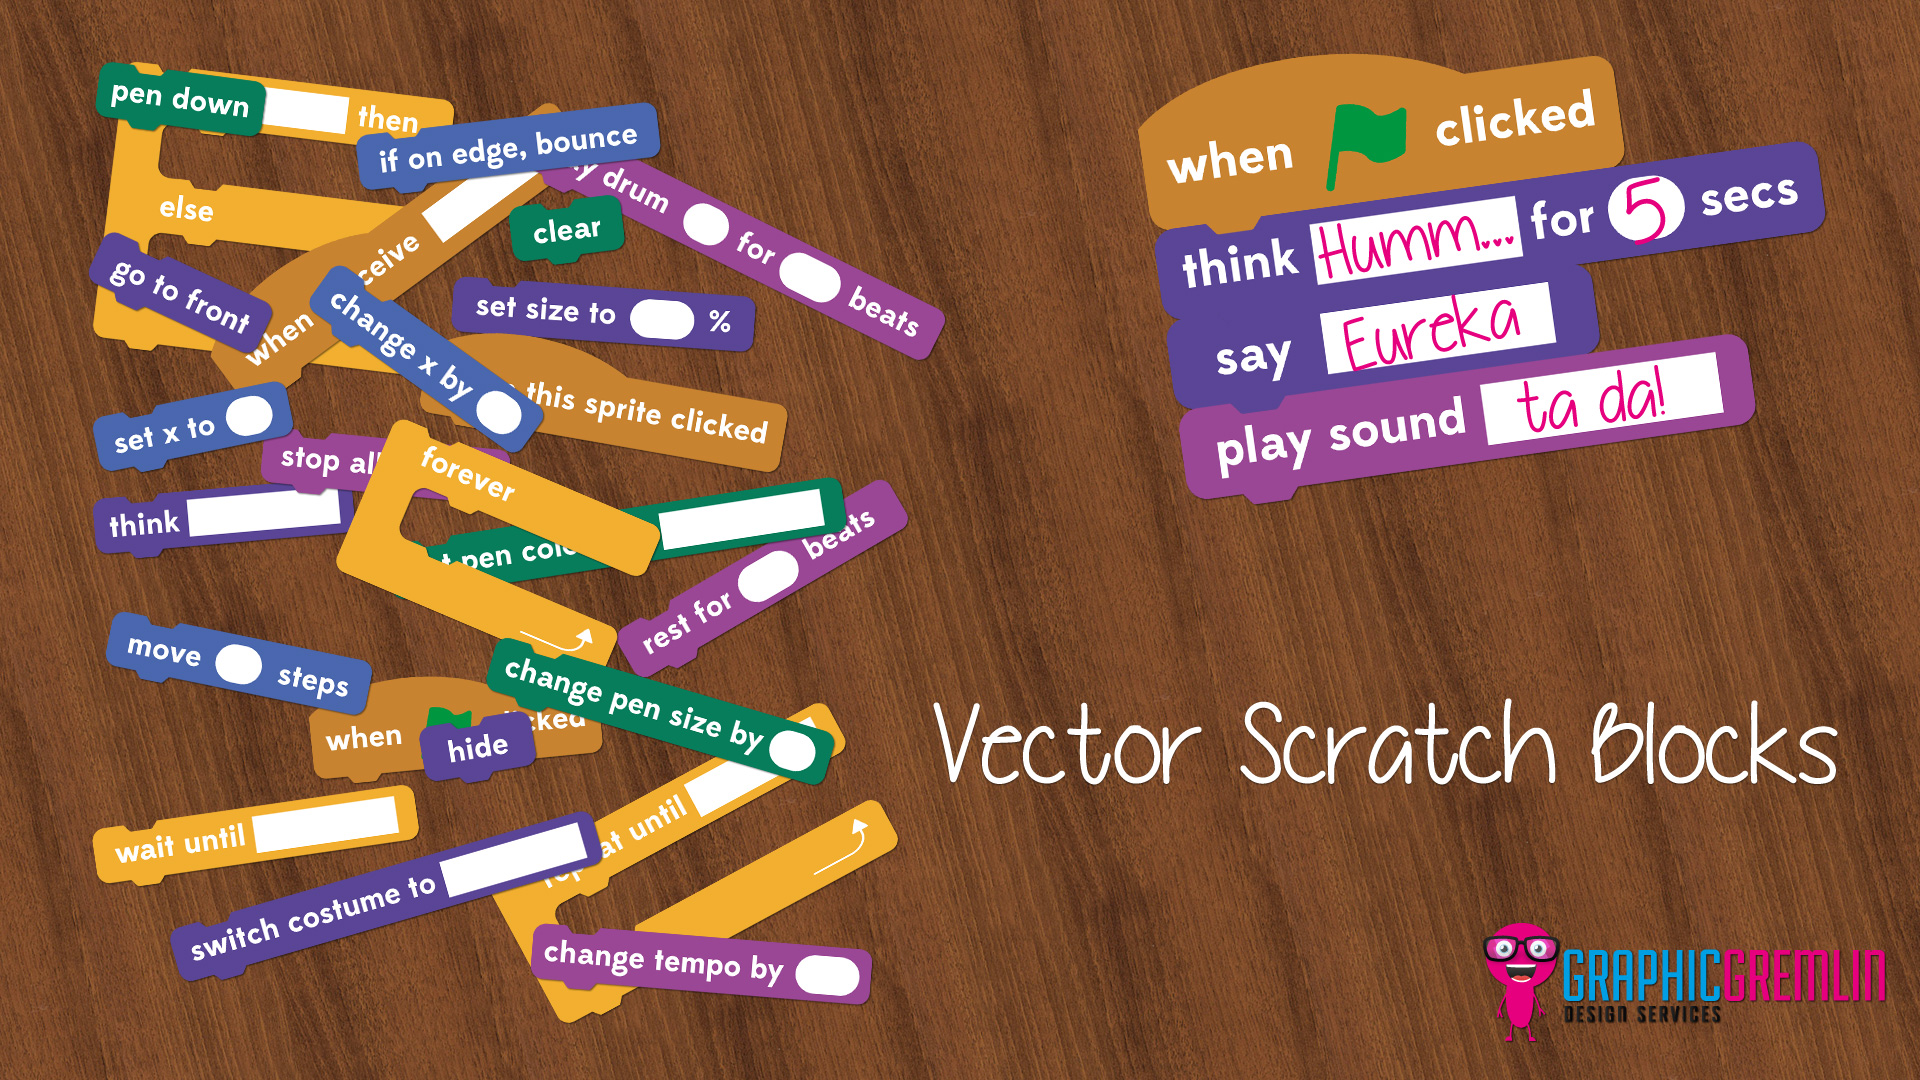 pen down
then
if on edge, bounce
else
drum for beats
clear
go to front
when
set size to %
change x by
this sprite clicked
set x to
stop all
forever
think
pen
rest for beats
move steps
change pen size by
when
hide
wait until
until
switch costume to
change tempo by
when clicked
think Humm... for 5 secs
say Eureka
play sound ta da!
Vector Scratch Blocks
GRAPHICGREMLIN
DESIGN SERVICES